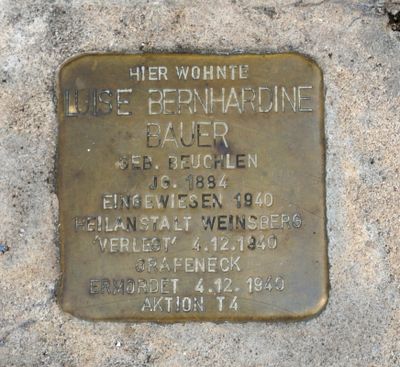 HIER WOHNTE
LUISE BERNHARDINE
BAUER
GEB. BEUCHLEN
JG. 1894
EINGEWIESEN 1940
HEILANSTALT WEINSBERG
'VERLEGT' 4.12.1940
GRAFENECK
ERMORDET 4.12.1940
AKTION T4